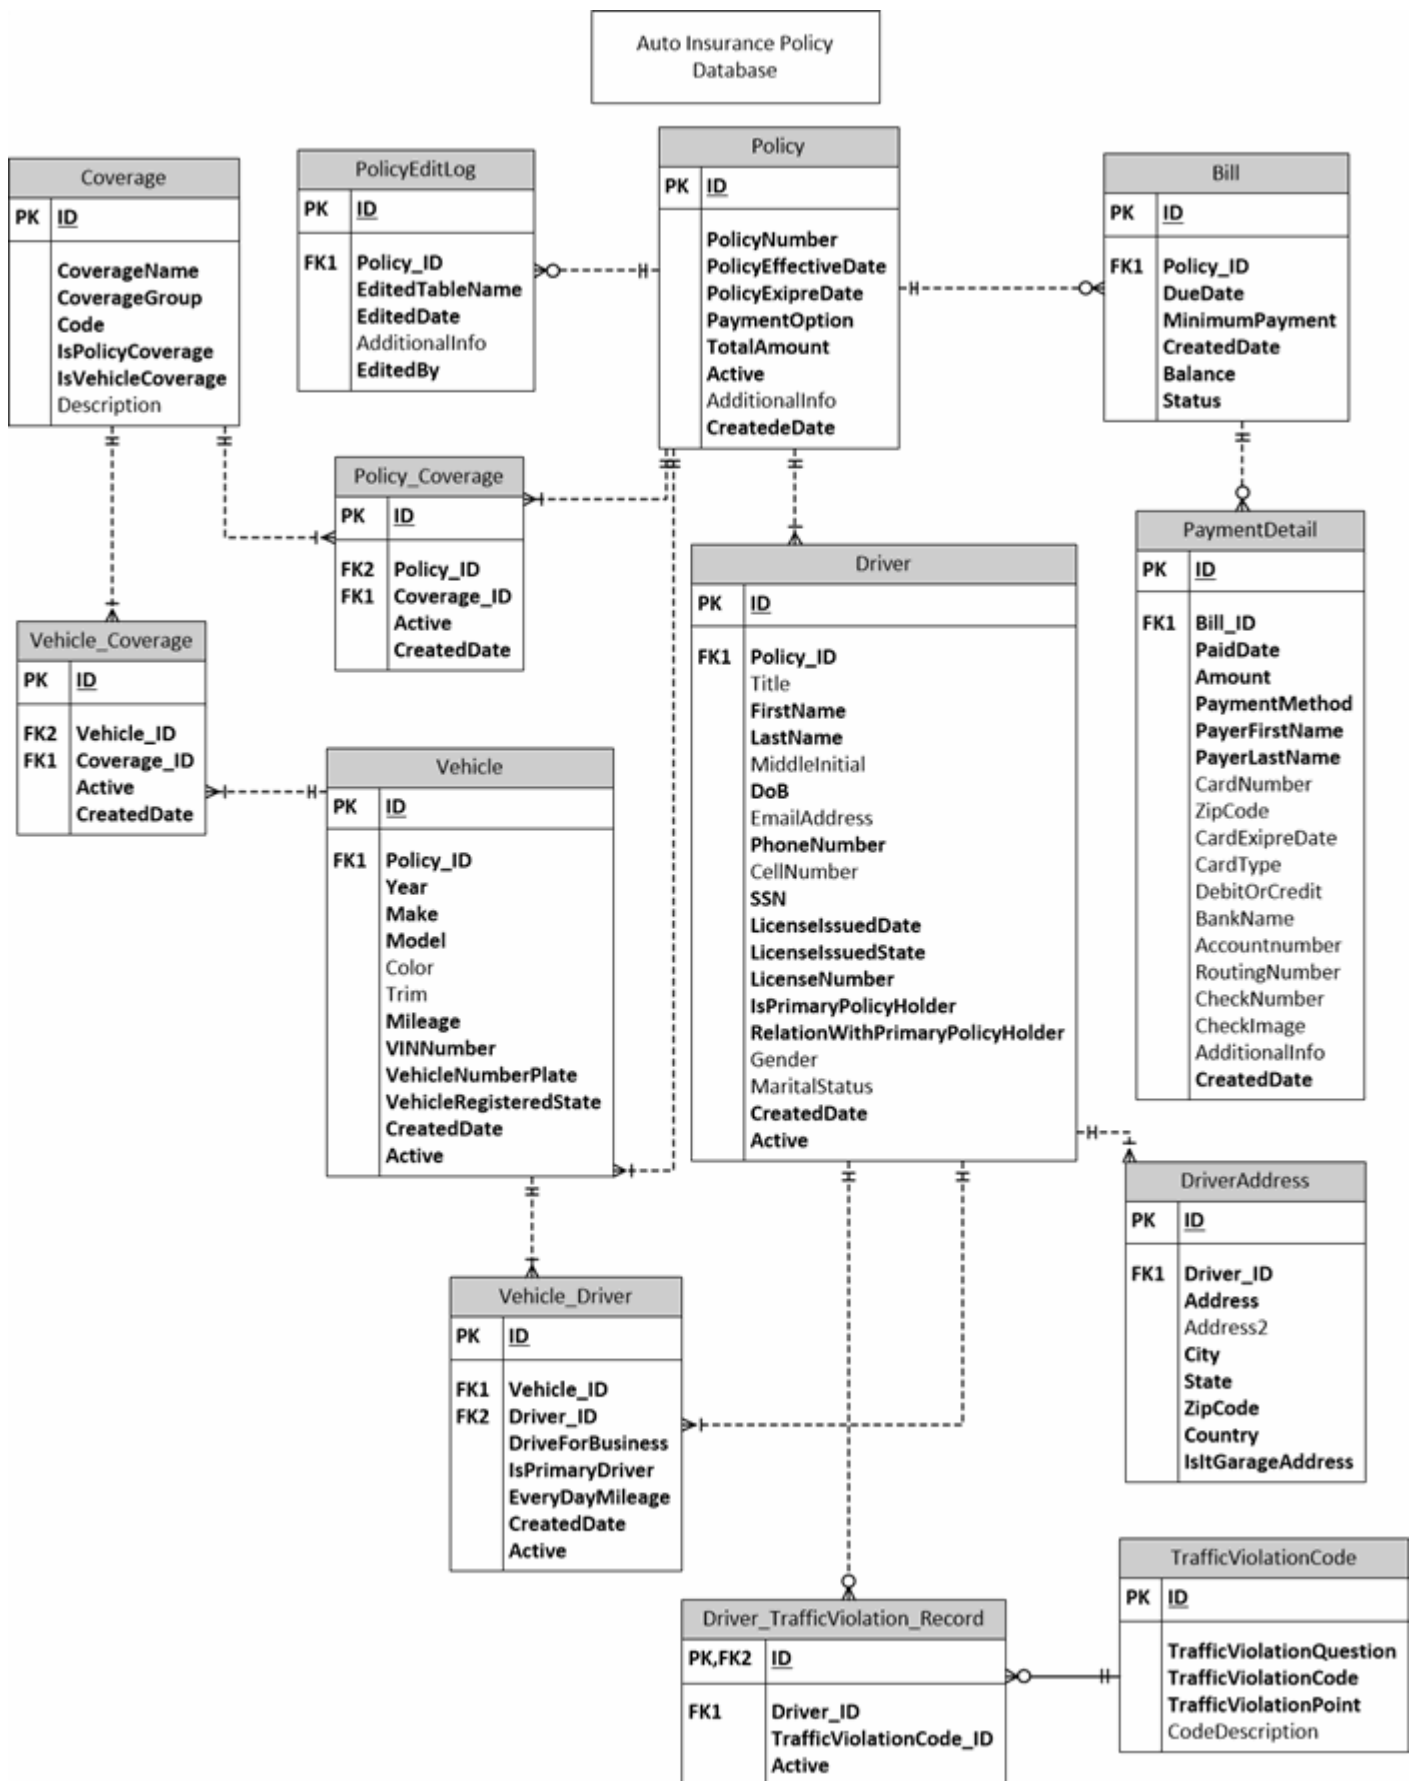 Auto Insurance Policy
Database
Coverage
PK ID
CoverageName
CoverageGroup
Code
IsPolicyCoverage
IsVehicleCoverage
Description
PolicyEditLog
PK ID
FK1 Policy_ID
EditedTableName
EditedDate
AdditionalInfo
EditedBy
Policy
PK ID
PolicyNumber
PolicyEffectiveDate
PolicyExipreDate
PaymentOption
TotalAmount
Active
AdditionalInfo
CreatedeDate
Bill
PK ID
FK1 Policy_ID
DueDate
MinimumPayment
CreatedDate
Balance
Status
Policy_Coverage
PK ID
FK2 Policy_ID
FK1 Coverage_ID
Active
CreatedDate
Vehicle_Coverage
PK ID
FK2 Vehicle_ID
FK1 Coverage_ID
Active
CreatedDate
Vehicle
PK ID
FK1 Policy_ID
Year
Make
Model
Color
Trim
Mileage
VINNumber
VehicleNumberPlate
VehicleRegisteredState
CreatedDate
Active
Driver
PK ID
FK1 Policy_ID
Title
FirstName
LastName
MiddleInitial
DoB
EmailAddress
PhoneNumber
CellNumber
SSN
LicenseIssuedDate
LicenseIssuedState
LicenseNumber
IsPrimaryPolicyHolder
RelationWithPrimaryPolicyHolder
Gender
MaritalStatus
CreatedDate
Active
PaymentDetail
PK ID
FK1 Bill_ID
PaidDate
Amount
PaymentMethod
PayerFirstName
PayerLastName
CardNumber
ZipCode
CardExipreDate
CardType
DebitOrCredit
BankName
Accountnumber
RoutingNumber
CheckNumber
CheckImage
AdditionalInfo
CreatedDate
DriverAddress
PK ID
FK1 Driver_ID
Address
Address2
City
State
ZipCode
Country
IsItGarageAddress
Vehicle_Driver
PK ID
FK1 Vehicle_ID
FK2 Driver_ID
DriveForBusiness
IsPrimaryDriver
EveryDayMileage
CreatedDate
Active
Driver_TrafficViolation_Record
PK,FK2 ID
FK1 Driver_ID
TrafficViolationCode_ID
Active
TrafficViolationCode
PK ID
TrafficViolationQuestion
TrafficViolationCode
TrafficViolationPoint
CodeDescription